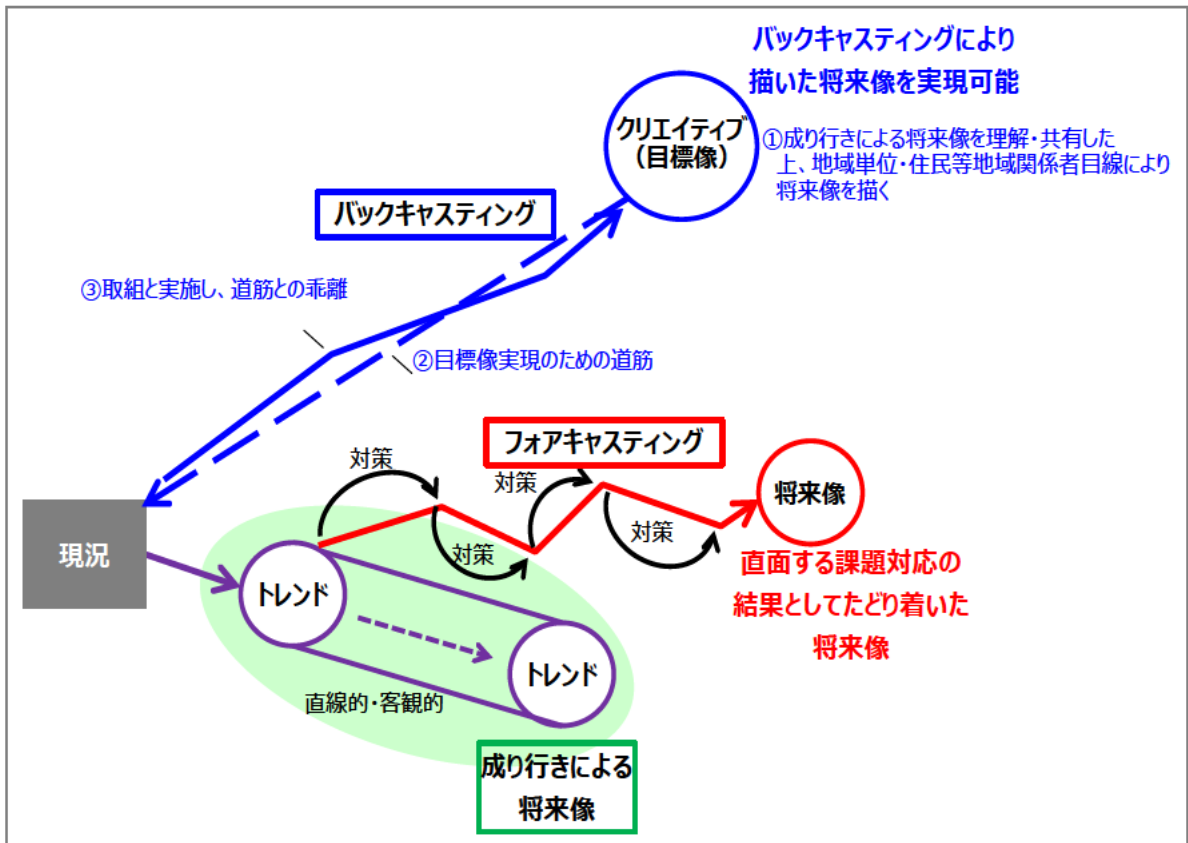 バックキャスティングにより
描いた将来像を実現可能
クリエイティブ
（目標像）
①成り行きによる将来像を理解・共有した
上、地域単位・住民等地域関係者目線により
将来像を描く
バックキャスティング
③取組と実施し、道筋との乖離
②目標像実現のための道筋
フォアキャスティング
対策
対策
将来像
現況
対策
対策
直面する課題対応の
結果としてたどり着いた
将来像
トレンド
トレンド
直線的・客観的
成り行きによる
将来像